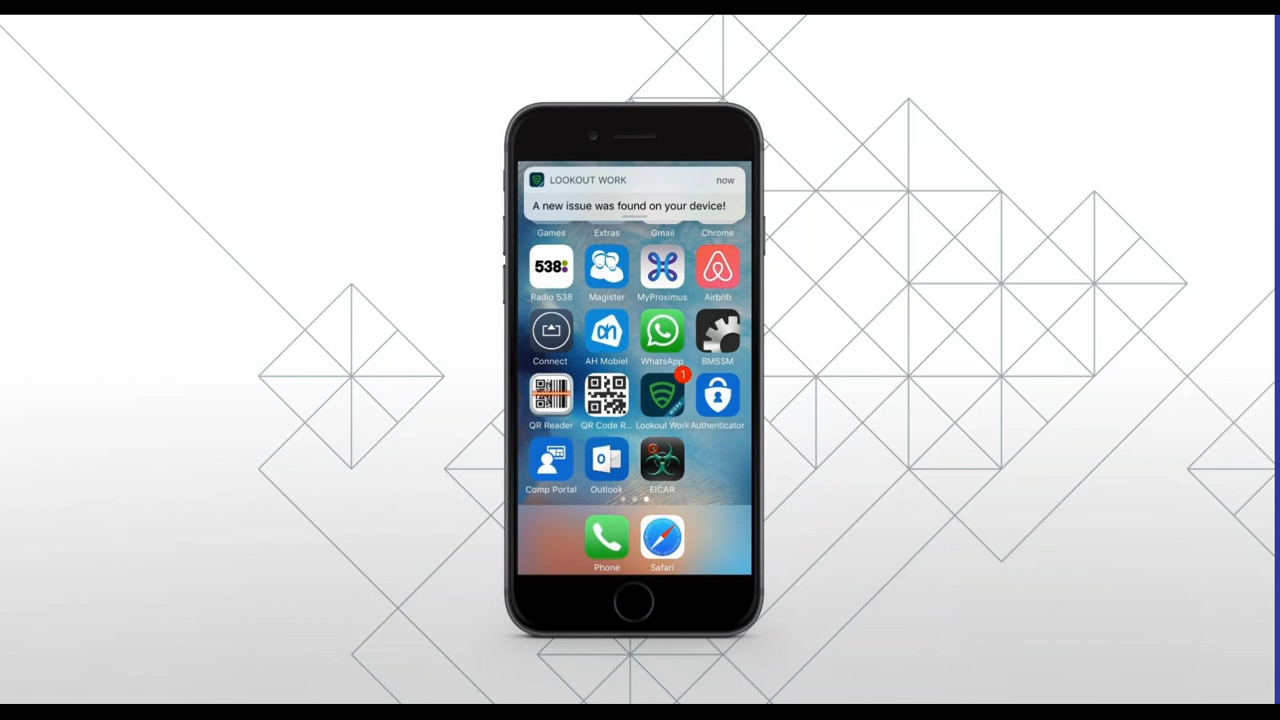 LOOKOUT WORK now
A new issue was found on your device!
Games Extras Gmail Chrome
538
Radio 538 Magister MyProximus Airbnb
ah
Connect AH Mobiel WhatsApp BMSSM
1
WORK
QR Reader QR Code R... Lookout Work Authenticator
Comp Portal Outlook EICAR
Phone Safari